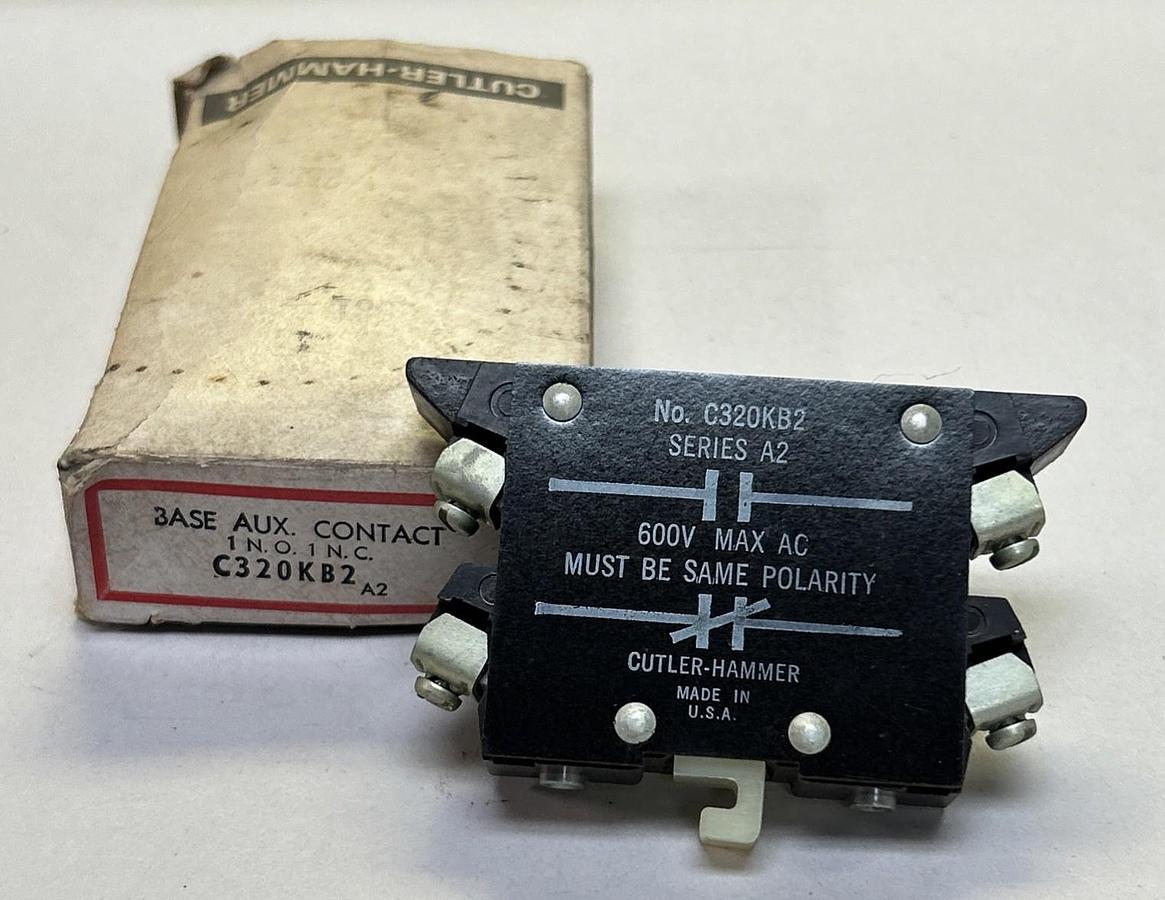 CUTLER-HAMMER
BASE AUX. CONTACT
1 N.O. 1 N.C.
C320KB2
A2
No. C320KB2
SERIES A2
600V MAX AC
MUST BE SAME POLARITY
CUTLER-HAMMER
MADE IN
U.S.A.